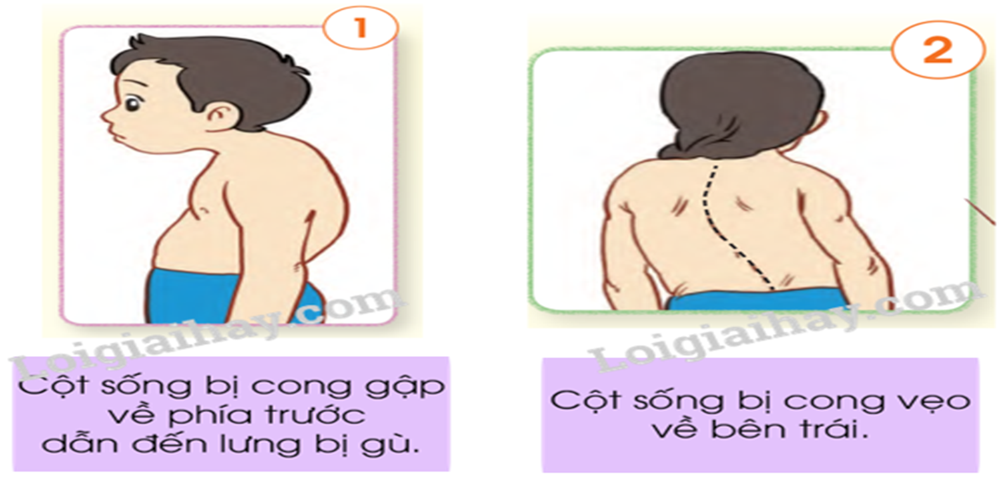 1
2
Loigiaihay.com
Loigiaihay.com
Cột sống bị cong gập
về phía trước
dẫn đến lưng bị gù.
Cột sống bị cong vẹo
về bên trái.